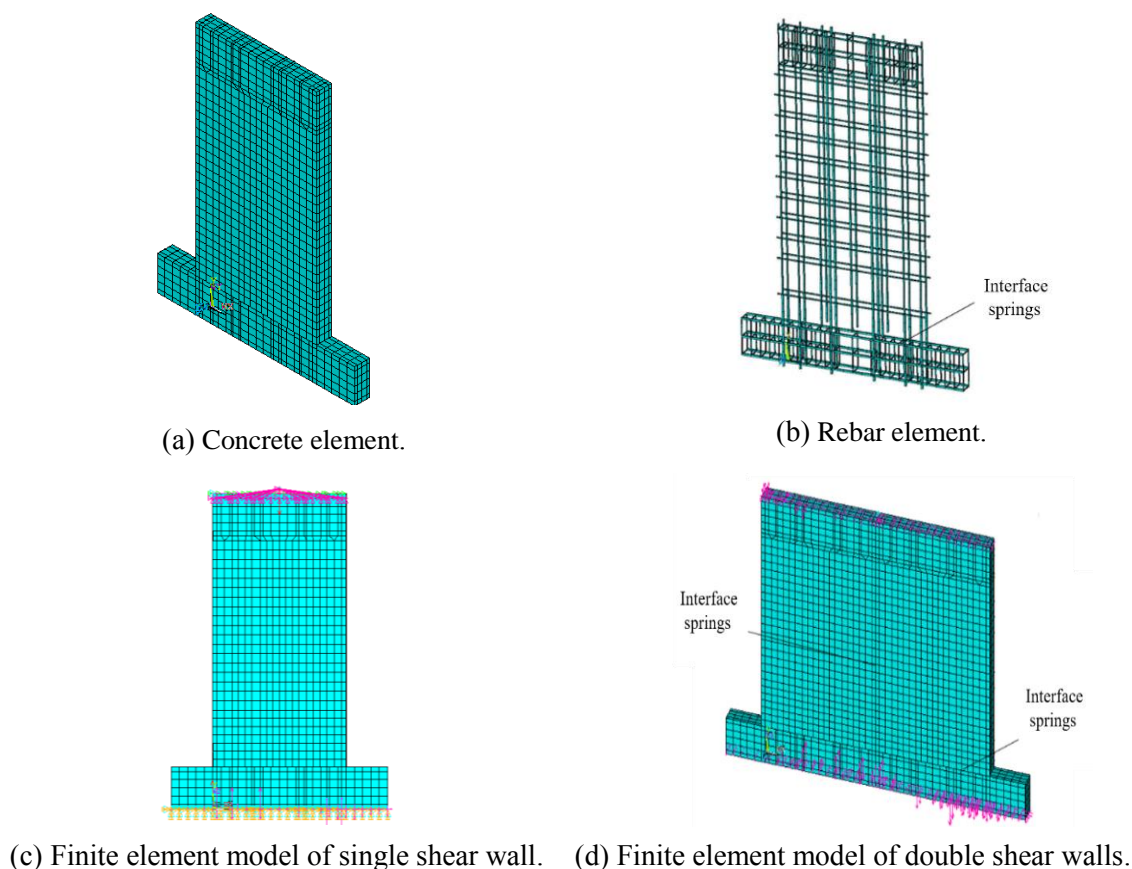 Interface
springs
(a) Concrete element.
(b) Rebar element.
Interface
springs
Interface
springs
(c) Finite element model of single shear wall.
(d) Finite element model of double shear walls.